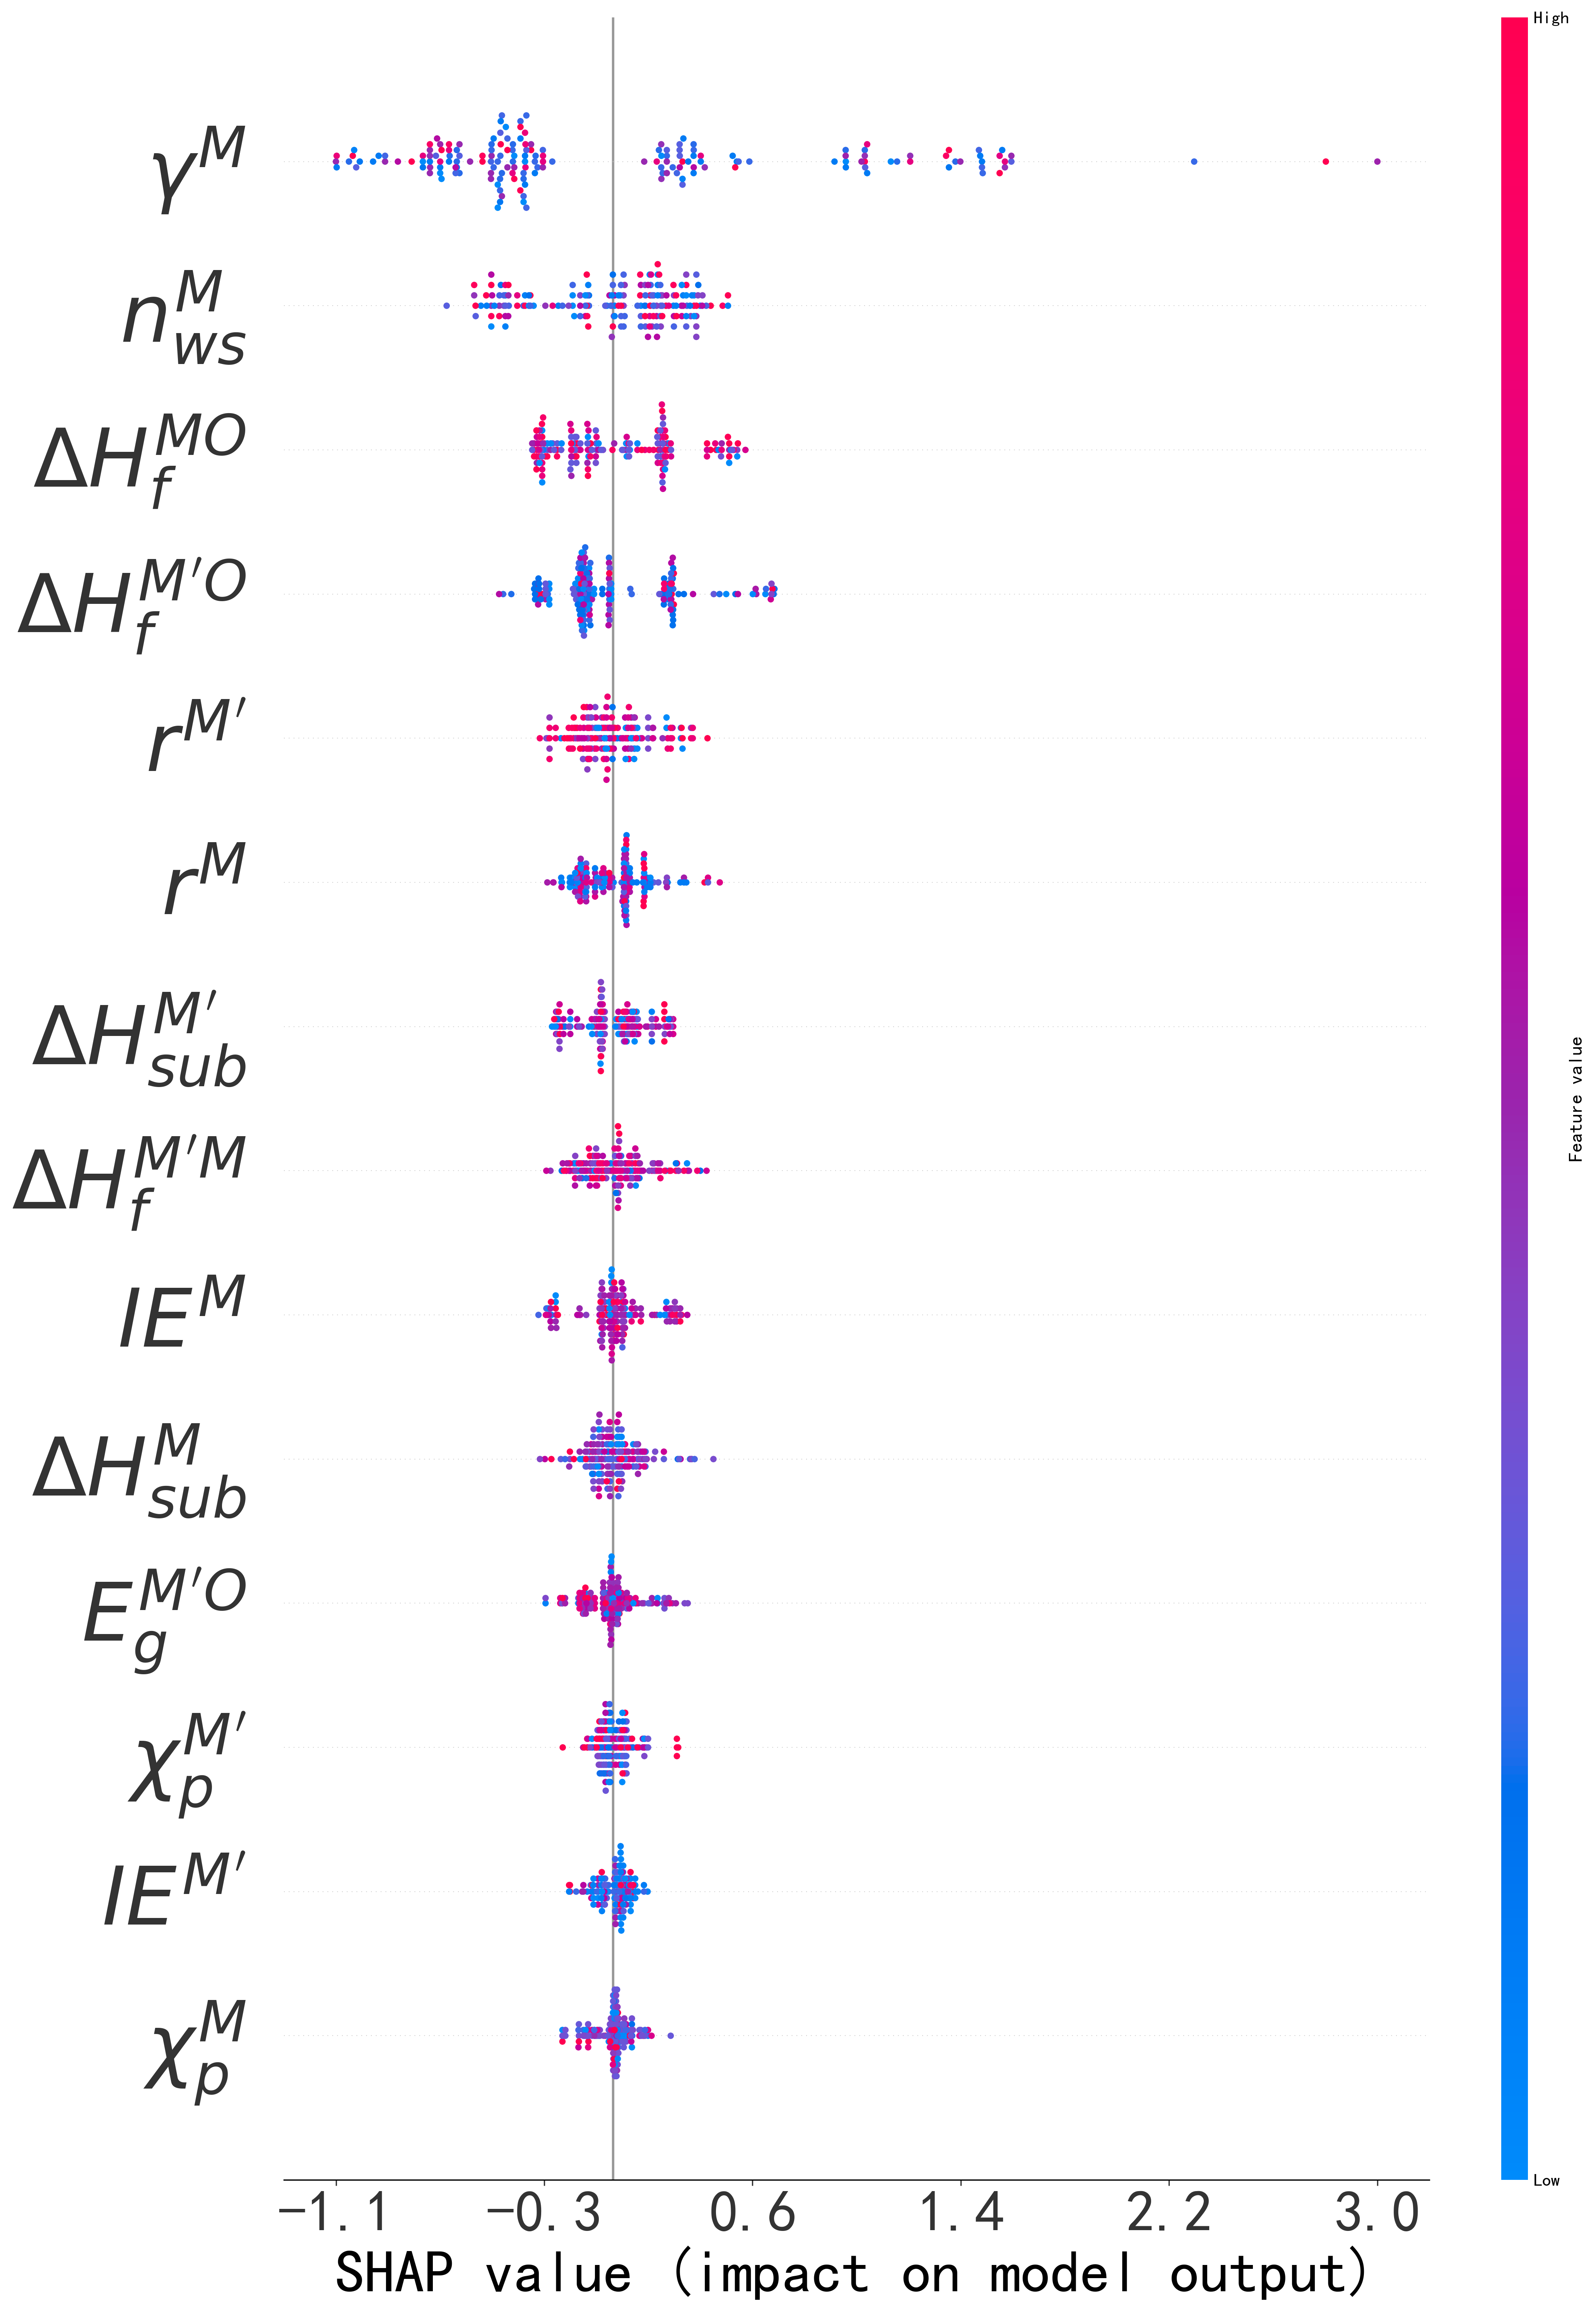 High
γ^M
n_ws^M
ΔH_f^MO
ΔH_f^M′O
r^M′
r^M
ΔH_sub^M′
ΔH_f^M′M
IE^M
ΔH_sub^M
E_g^M′O
χ_p^M′
IE^M′
χ_p^M
Feature value
Low
−1.1 −0.3 0.6 1.4 2.2 3.0
SHAP value (impact on model output)